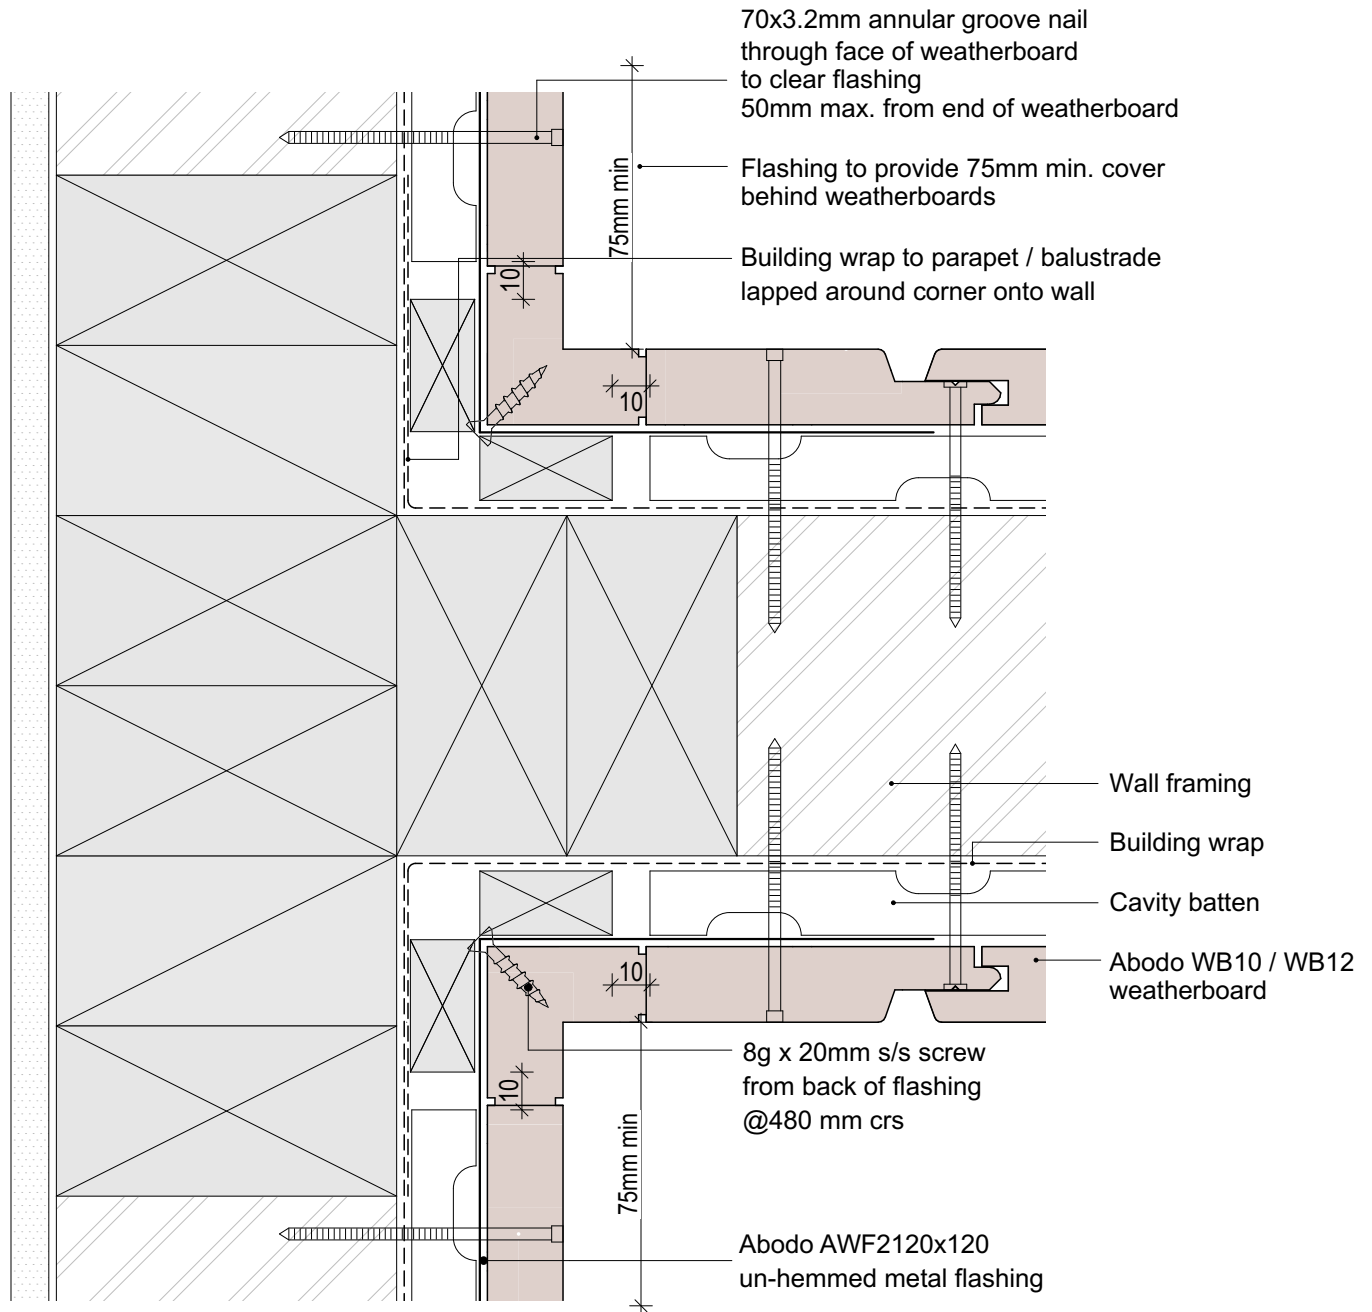 70x3.2mm annular groove nail
through face of weatherboard
to clear flashing
50mm max. from end of weatherboard
75mm min
Flashing to provide 75mm min. cover
behind weatherboards
Building wrap to parapet / balustrade
lapped around corner onto wall
10
10
Wall framing
Building wrap
Cavity batten
Abodo WB10 / WB12
weatherboard
10
8g x 20mm s/s screw
from back of flashing
@480 mm crs
10
75mm min
Abodo AWF2120x120
un-hemmed metal flashing